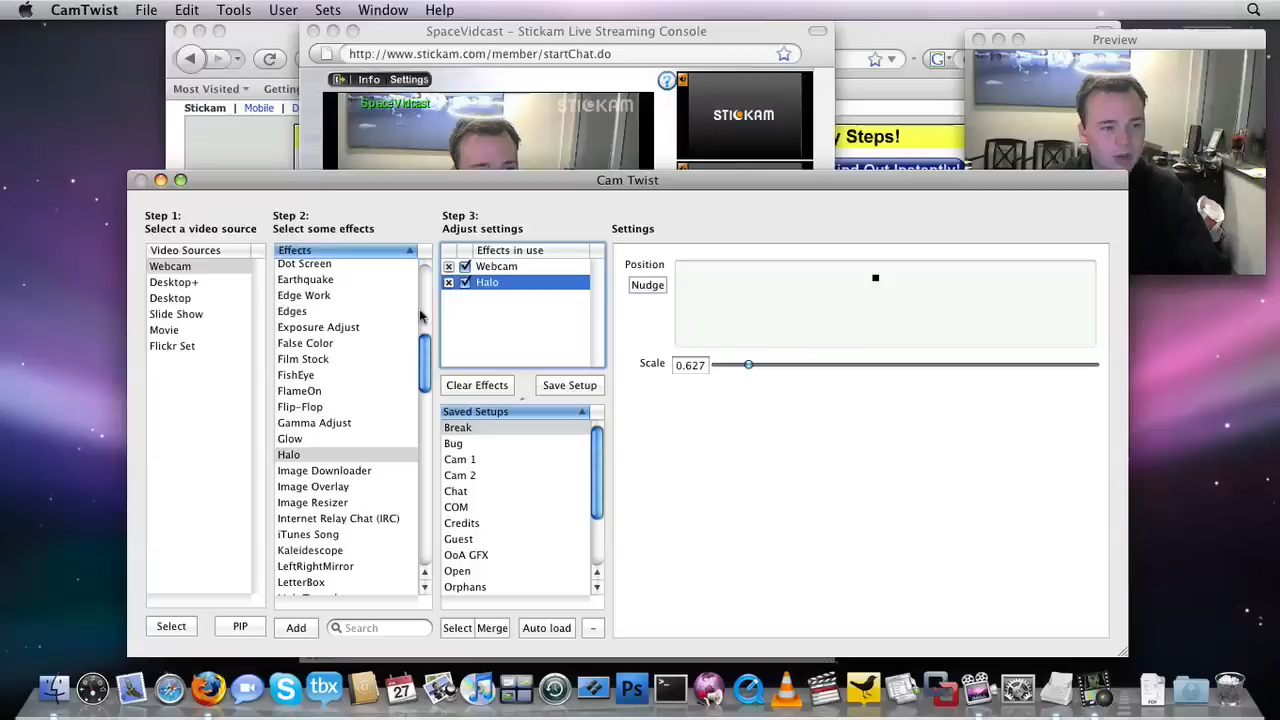 CamTwist File Edit Tools User Sets Window Help
SpaceVidcast – Stickam Live Streaming Console
Preview
http://www.stickam.com/member/startChat.do
Info Settings
Most Visited
Stickam | Mobile
SpaceVidcast
STICKAM
STICKAM
y Steps!
Cam Twist
Step 1:
Select a video source
Video Sources
Webcam
Desktop+
Desktop
Slide Show
Movie
Flickr Set
Select
PIP
Step 2:
Select some effects
Effects
Dot Screen
Earthquake
Edge Work
Edges
Exposure Adjust
False Color
Film Stock
FishEye
FlameOn
Flip-Flop
Gamma Adjust
Glow
Halo
Image Downloader
Image Overlay
Image Resizer
Internet Relay Chat (IRC)
iTunes Song
Kaleidescope
LeftRightMirror
LetterBox
Add
Search
Step 3:
Adjust settings
Effects in use
Webcam
Halo
Clear Effects
Save Setup
Saved Setups
Break
Bug
Cam 1
Cam 2
Chat
COM
Credits
Guest
OoA GFX
Open
Orphans
Select
Merge
Auto load
–
Settings
Position
Nudge
Scale
0.627
tbx
27
Ps
PDF